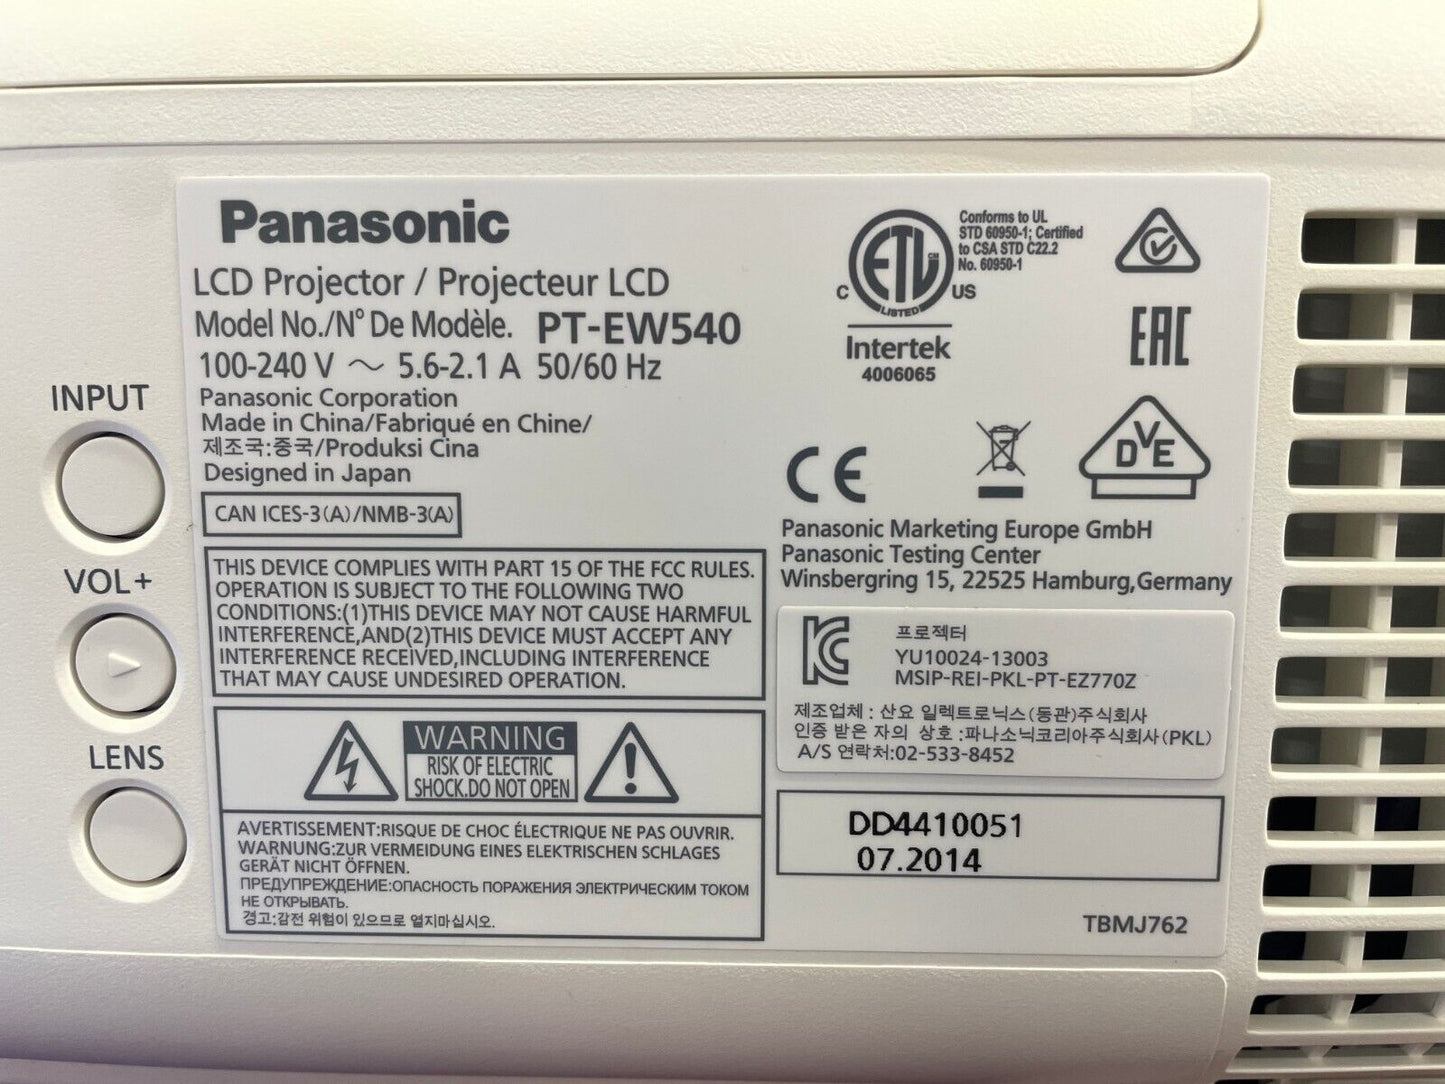 INPUT
VOL+
LENS
Panasonic
LCD Projector / Projecteur LCD
Model No./N° De Modèle. PT-EW540
100-240 V ～ 5.6-2.1 A 50/60 Hz
Panasonic Corporation
Made in China/Fabriqué en Chine/
제조국:중국/Produksi Cina
Designed in Japan
CAN ICES-3(A)/NMB-3(A)
THIS DEVICE COMPLIES WITH PART 15 OF THE FCC RULES.
OPERATION IS SUBJECT TO THE FOLLOWING TWO
CONDITIONS:(1)THIS DEVICE MAY NOT CAUSE HARMFUL
INTERFERENCE,AND(2)THIS DEVICE MUST ACCEPT ANY
INTERFERENCE RECEIVED,INCLUDING INTERFERENCE
THAT MAY CAUSE UNDESIRED OPERATION.
WARNING
RISK OF ELECTRIC
SHOCK.DO NOT OPEN
AVERTISSEMENT:RISQUE DE CHOC ÉLECTRIQUE NE PAS OUVRIR.
WARNUNG:ZUR VERMEIDUNG EINES ELEKTRISCHEN SCHLAGES
GERÄT NICHT ÖFFNEN.
ПРЕДУПРЕЖДЕНИЕ:ОПАСНОСТЬ ПОРАЖЕНИЯ ЭЛЕКТРИЧЕСКИМ ТОКОМ
НЕ ОТКРЫВАТЬ.
경고:감전 위험이 있으므로 열지마십시오.
ETL CM
LISTED
C US
Conforms to UL
STD 60950-1; Certified
to CSA STD C22.2
No. 60950-1
Intertek
4006065
EAC
CE
DVE
Panasonic Marketing Europe GmbH
Panasonic Testing Center
Winsbergring 15, 22525 Hamburg,Germany
KC
프로젝터
YU10024-13003
MSIP-REI-PKL-PT-EZ770Z
제조업체 : 산요 일렉트로닉스(동관)주식회사
인증 받은 자의 상호 :파나소닉코리아주식회사(PKL)
A/S 연락처:02-533-8452
DD4410051
07.2014
TBMJ762